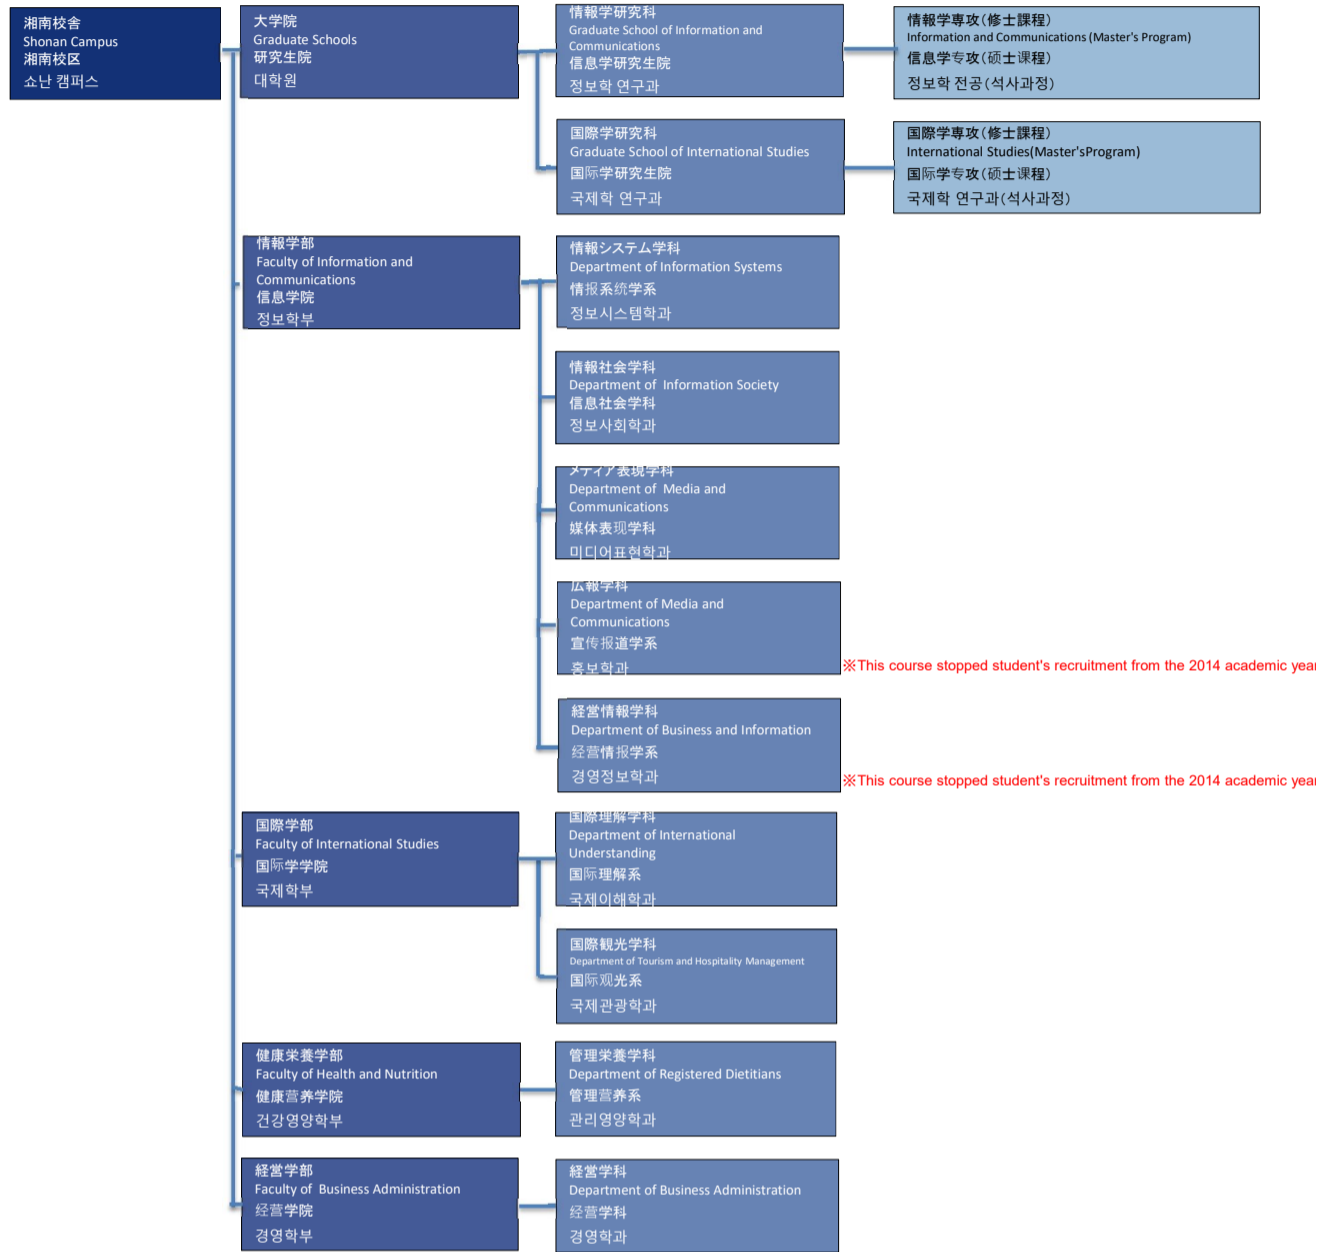 湘南校舎
Shonan Campus
湘南校区
쇼난 캠퍼스
大学院
Graduate Schools
研究生院
대학원
情報学研究科
Graduate School of Information and
Communications
信息学研究生院
정보학 연구과
情報学専攻(修士課程)
Information and Communications (Master's Program)
信息学专攻(硕士课程)
정보학 전공(석사과정)
国際学研究科
Graduate School of International Studies
国际学研究生院
국제학 연구과
国際学専攻(修士課程)
International Studies(Master'sProgram)
国际学专攻(硕士课程)
국제학 연구과(석사과정)
情報学部
Faculty of Information and
Communications
信息学院
정보학부
情報システム学科
Department of Information Systems
情报系统学系
정보시스템학과
情報社会学科
Department of  Information Society
信息社会学科
정보사회학과
メディア表現学科
Department of  Media and
Communications
媒体表现学科
미디어표현학과
広報学科
Department of Media and
Communications
宣传报道学系
홍보학과
※This course stopped student's recruitment from the 2014 academic year
経営情報学科
Department of Business and Information
经营情报学系
경영정보학과
※This course stopped student's recruitment from the 2014 academic year
国際学部
Faculty of International Studies
国际学学院
국제학부
国際理解学科
Department of International
Understanding
国际理解系
국제이해학과
国際観光学科
Department of Tourism and Hospitality Management
国际观光系
국제관광학과
健康栄養学部
Faculty of Health and Nutrition
健康营养学院
건강영양학부
管理栄養学科
Department of Registered Dietitians
管理营养系
관리영양학과
経営学部
Faculty of  Business Administration
经营学院
경영학부
経営学科
Department of Business Administration
经营学科
경영학과